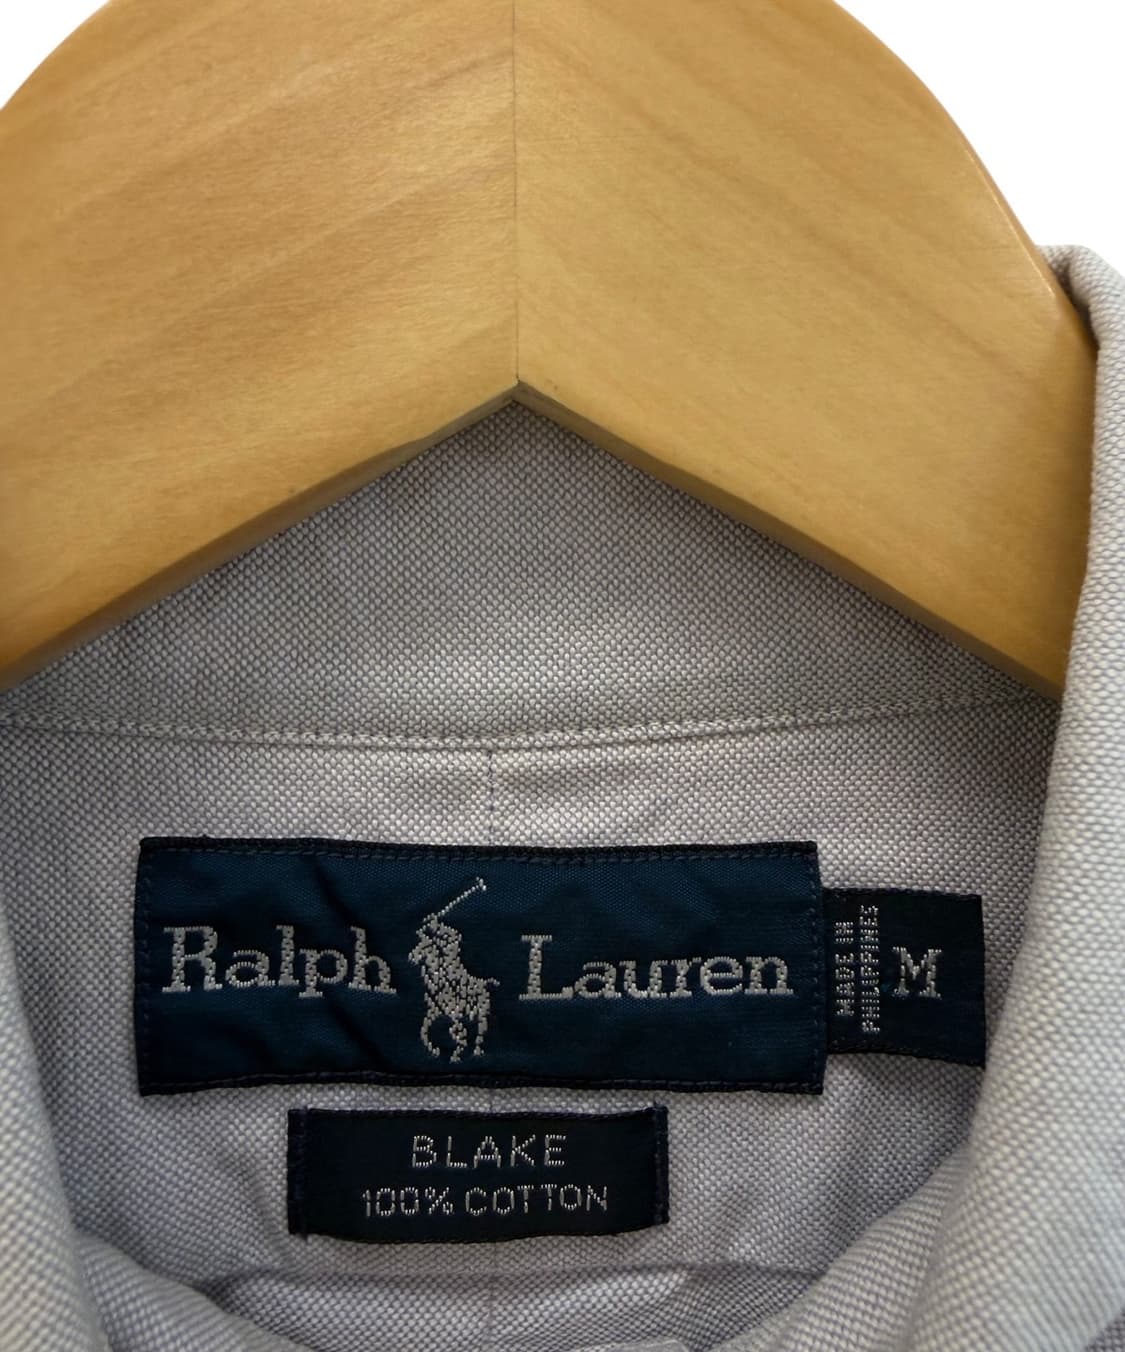 Ralph Lauren
MADE IN
PHILIPPINES
M
BLAKE
100% COTTON